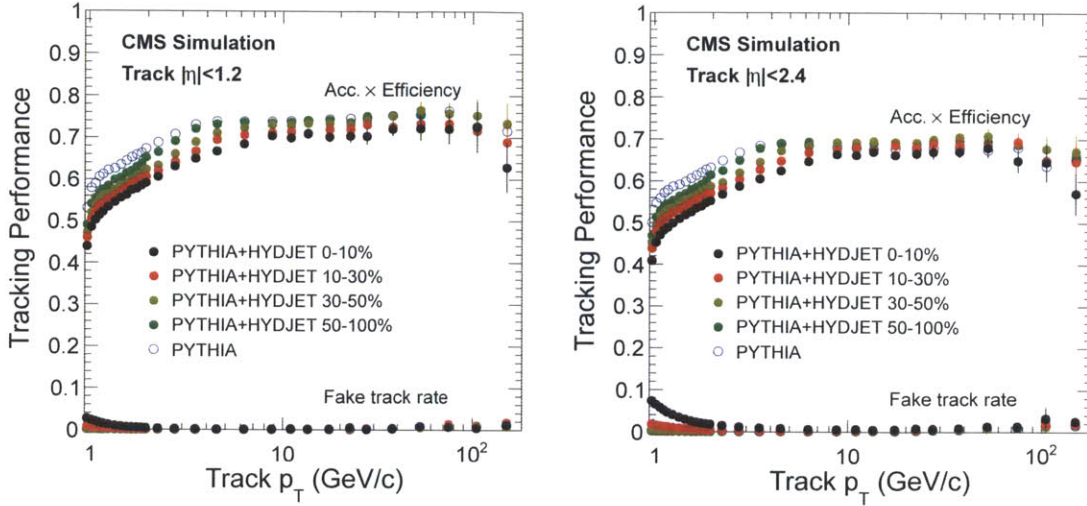 CMS Simulation
Track |η|<1.2
Acc. × Efficiency
PYTHIA+HYDJET 0-10%
PYTHIA+HYDJET 10-30%
PYTHIA+HYDJET 30-50%
PYTHIA+HYDJET 50-100%
PYTHIA
Fake track rate
Tracking Performance
1
0.9
0.8
0.7
0.6
0.5
0.4
0.3
0.2
0.1
0
1
10
10²
Track p_T (GeV/c)
CMS Simulation
Track |η|<2.4
Acc. × Efficiency
PYTHIA+HYDJET 0-10%
PYTHIA+HYDJET 10-30%
PYTHIA+HYDJET 30-50%
PYTHIA+HYDJET 50-100%
PYTHIA
Fake track rate
Tracking Performance
1
0.9
0.8
0.7
0.6
0.5
0.4
0.3
0.2
0.1
0
1
10
10²
Track p_T (GeV/c)